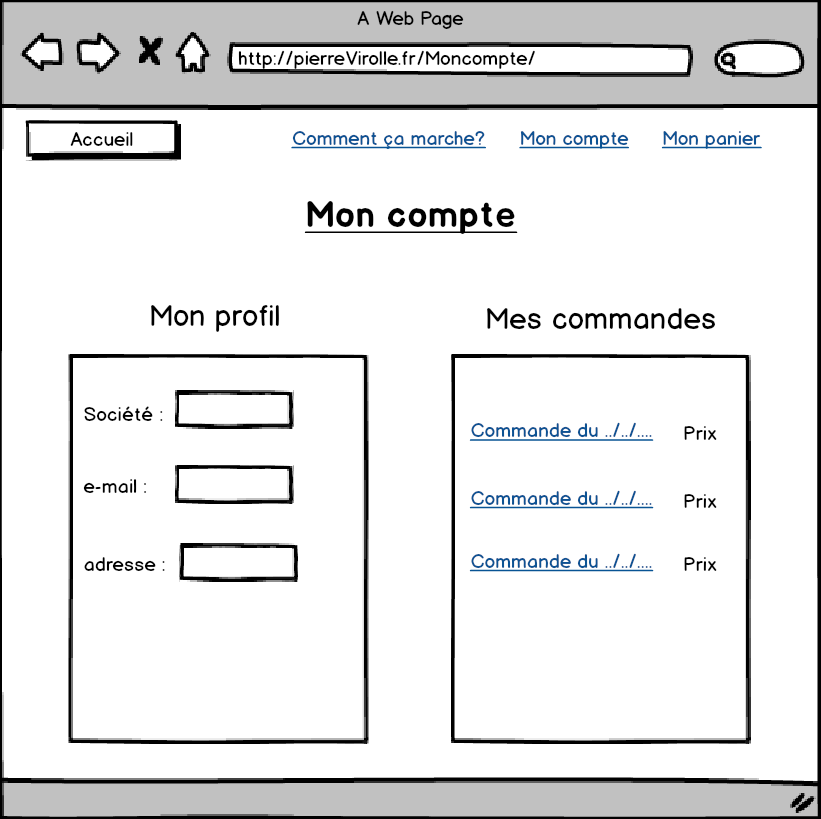 A Web Page
http://pierreVirolle.fr/Moncompte/
Accueil Comment ça marche? Mon compte Mon panier
Mon compte
Mon profil
Société :
e-mail :
adresse :
Mes commandes
Commande du ../../.... Prix
Commande du ../../.... Prix
Commande du ../../.... Prix